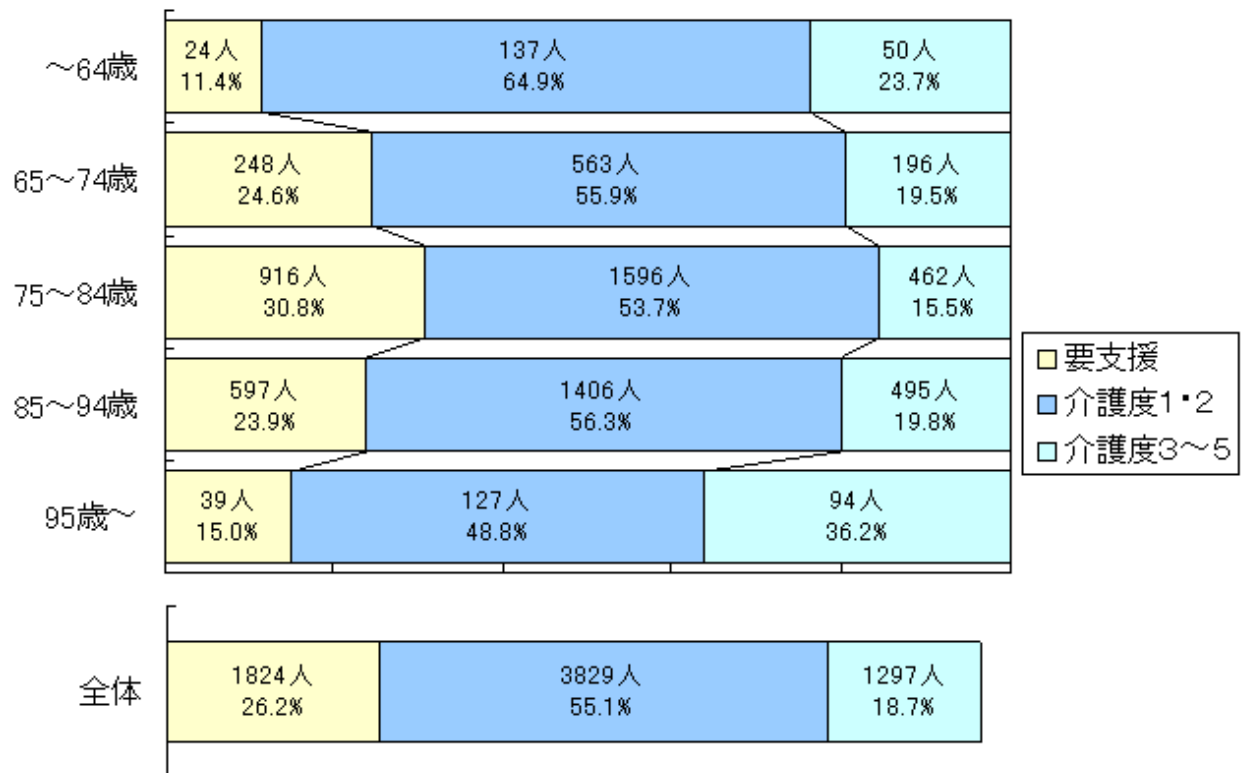 ～64歳
24人
11.4%
137人
64.9%
50人
23.7%
65～74歳
248人
24.6%
563人
55.9%
196人
19.5%
75～84歳
916人
30.8%
1596人
53.7%
462人
15.5%
85～94歳
597人
23.9%
1406人
56.3%
495人
19.8%
95歳～
39人
15.0%
127人
48.8%
94人
36.2%
要支援
介護度1・2
介護度3～5
全体
1824人
26.2%
3829人
55.1%
1297人
18.7%